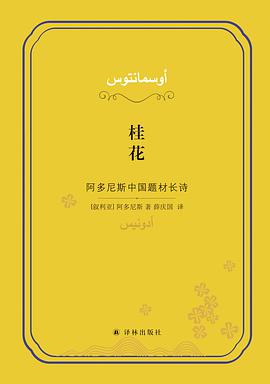 أوسمانتوس
桂
花
阿多尼斯中国题材长诗
[叙利亚] 阿多尼斯 著 薛庆国 译
أدونيس
译林出版社